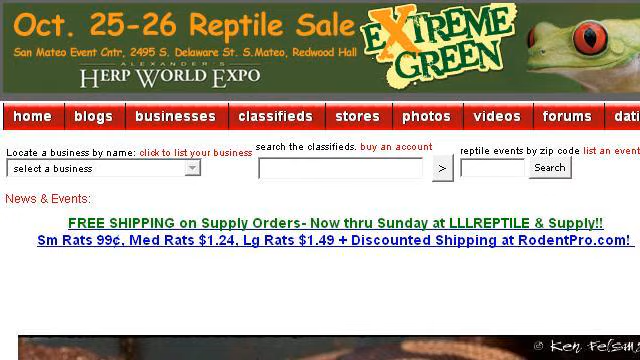 Oct. 25-26 Reptile Sale
San Mateo Event Cntr, 2495 S. Delaware St. S.Mateo, Redwood Hall
ALEXANDER'S
HERP WORLD EXPO
EXTREME
GREEN
home blogs businesses classifieds stores photos videos forums dati
Locate a business by name: click to list your business
search the classifieds. buy an account
reptile events by zip code list an event
select a business
>
Search
News & Events:
FREE SHIPPING on Supply Orders- Now thru Sunday at LLLREPTILE & Supply!!
Sm Rats 99¢, Med Rats $1.24, Lg Rats $1.49 + Discounted Shipping at RodentPro.com!
© Ken Felsm